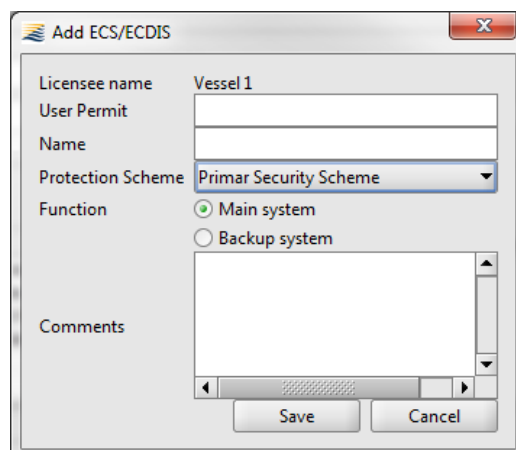 Add ECS/ECDIS
Licensee name Vessel 1
User Permit
Name
Protection Scheme Primar Security Scheme
Function Main system
Backup system
Comments
Save Cancel